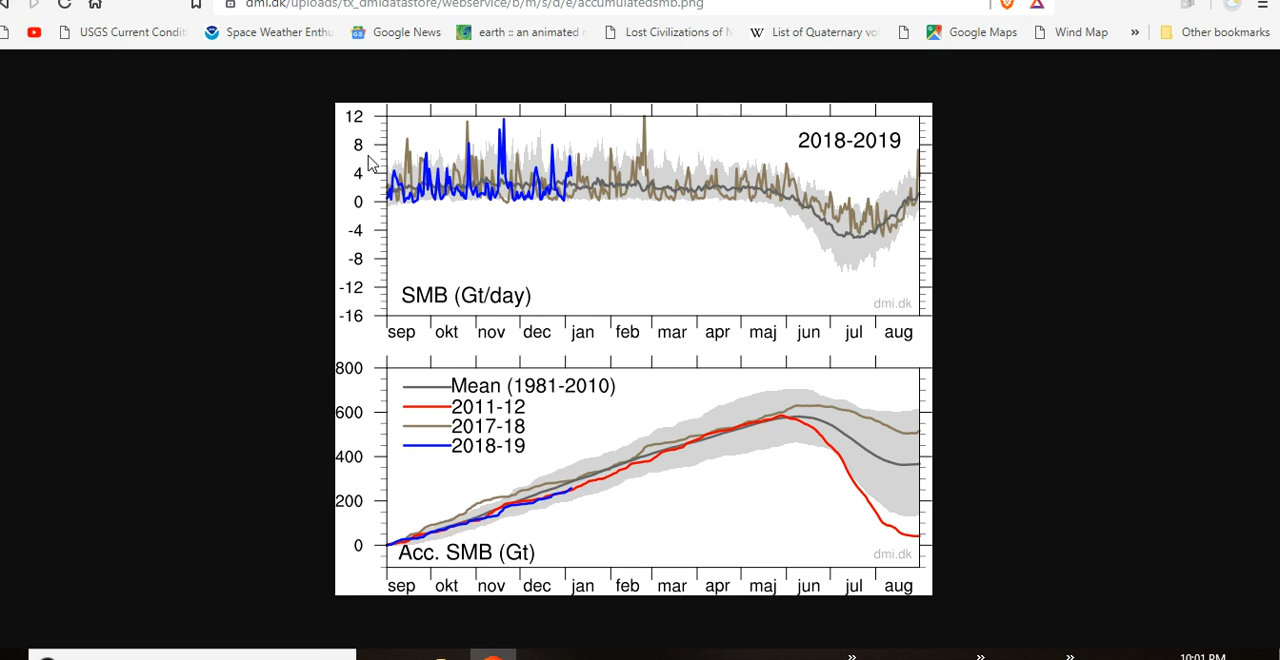 dmi.dk/uploads/tx_dmidatastore/webservice/b/m/s/d/e/accumulatedsmb.png
USGS Current Condit Space Weather Enthu Google News earth :: an animated Lost Civilizations of List of Quaternary vol Google Maps Wind Map » Other bookmarks
2018-2019
12
8
4
0
-4
-8
-12
-16
SMB (Gt/day)
dmi.dk
sep okt nov dec jan feb mar apr maj jun jul aug
800
600
400
200
0
Mean (1981-2010)
2011-12
2017-18
2018-19
Acc. SMB (Gt)
dmi.dk
sep okt nov dec jan feb mar apr maj jun jul aug
» » »
10:01 PM